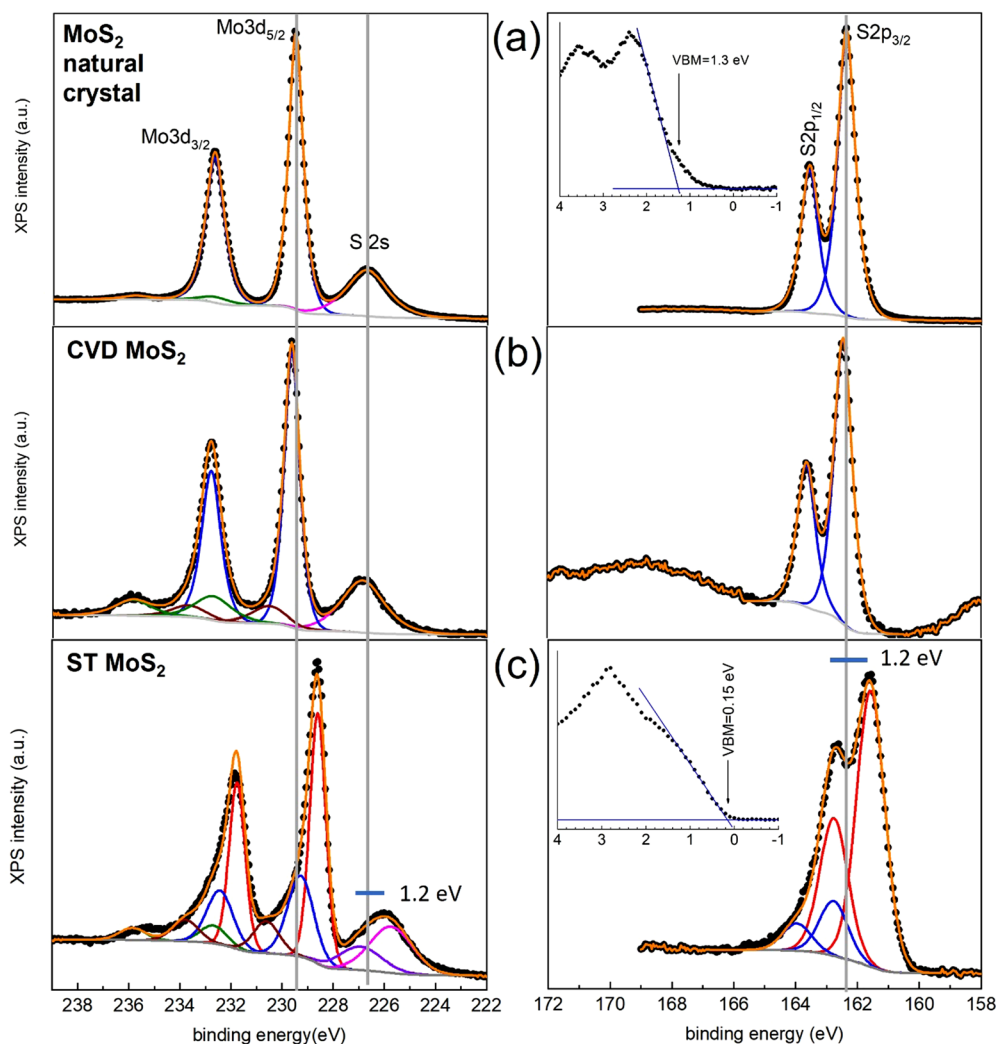 MoS₂
natural
crystal
Mo3d₅/₂
Mo3d₃/₂
S 2s
XPS intensity (a.u.)
(a)
VBM=1.3 eV
4 3 2 1 0 -1
S2p₁/₂
S2p₃/₂
CVD MoS₂
XPS intensity (a.u.)
(b)
ST MoS₂
XPS intensity (a.u.)
1.2 eV
(c)
VBM=0.15 eV
4 3 2 1 0 -1
1.2 eV
238 236 234 232 230 228 226 224 222
binding energy(eV)
172 170 168 166 164 162 160 158
binding energy (eV)